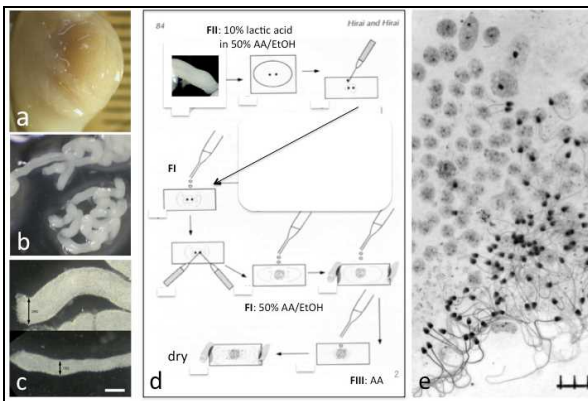 84
Hirai and Hirai
FII: 10% lactic acid
in 50% AA/EtOH
FI
FI: 50% AA/EtOH
dry
FIII: AA
2
a
b
c
d
e